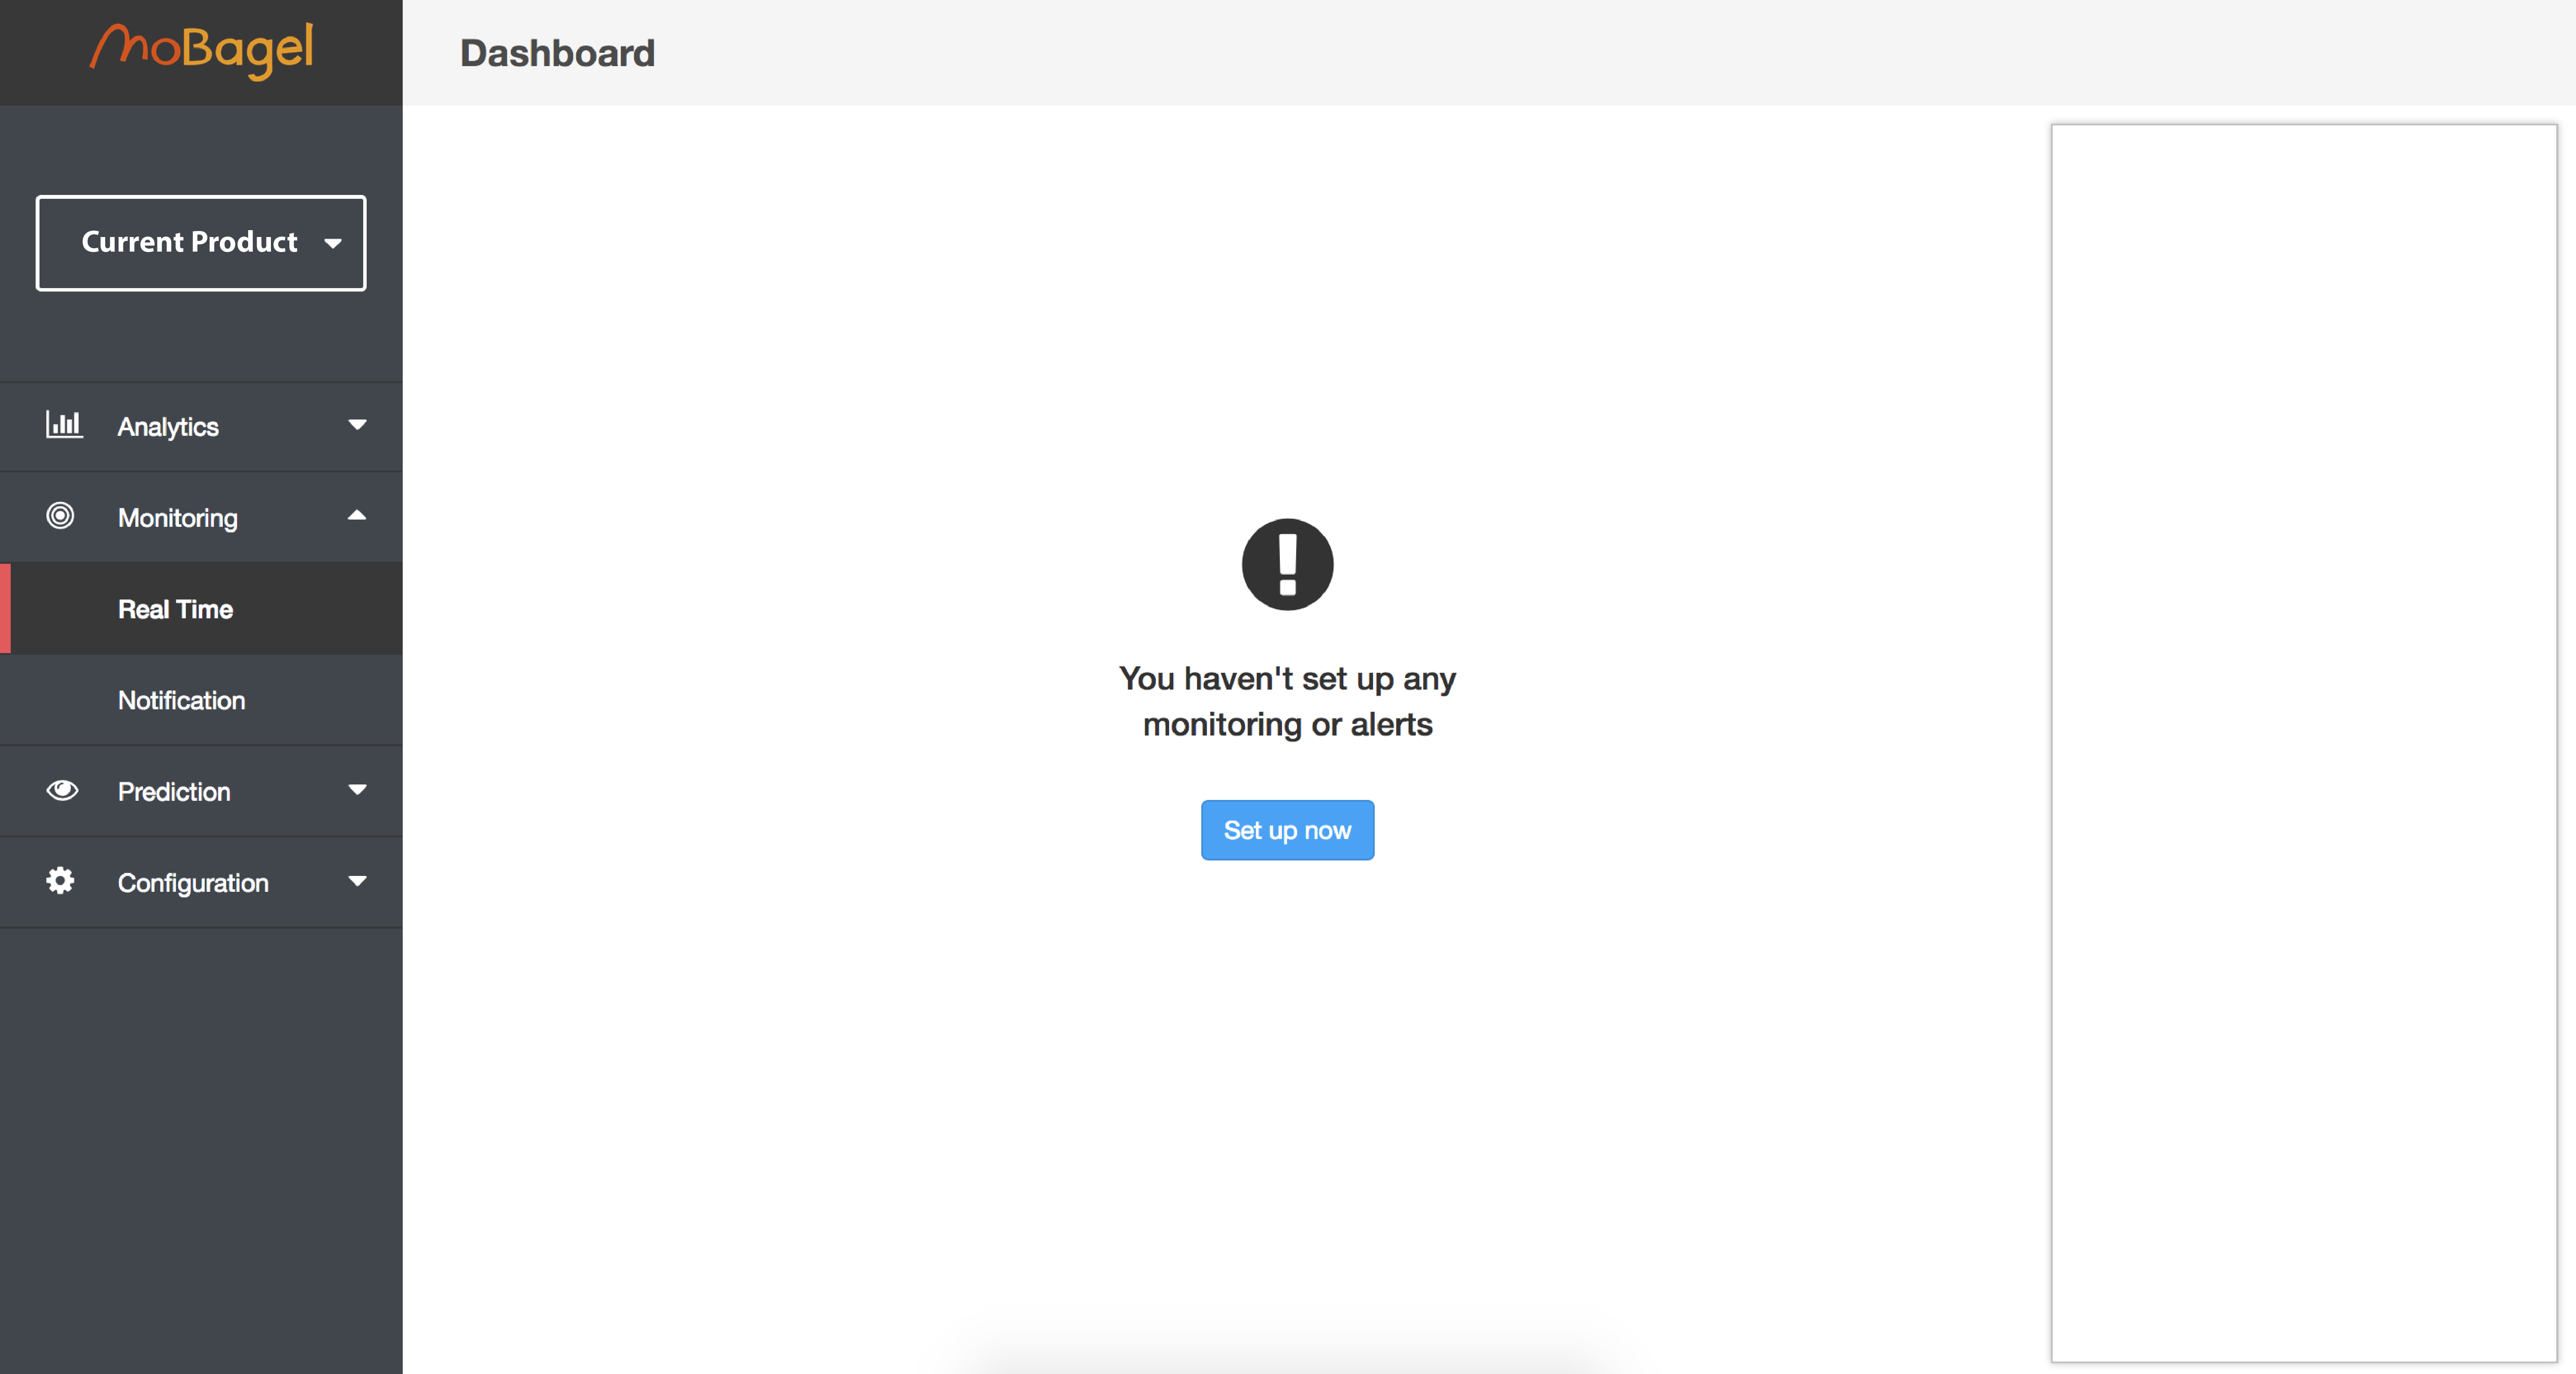 MoBagel
Dashboard
Current Product
Analytics
Monitoring
Real Time
Notification
Prediction
Configuration
You haven't set up any
monitoring or alerts
Set up now